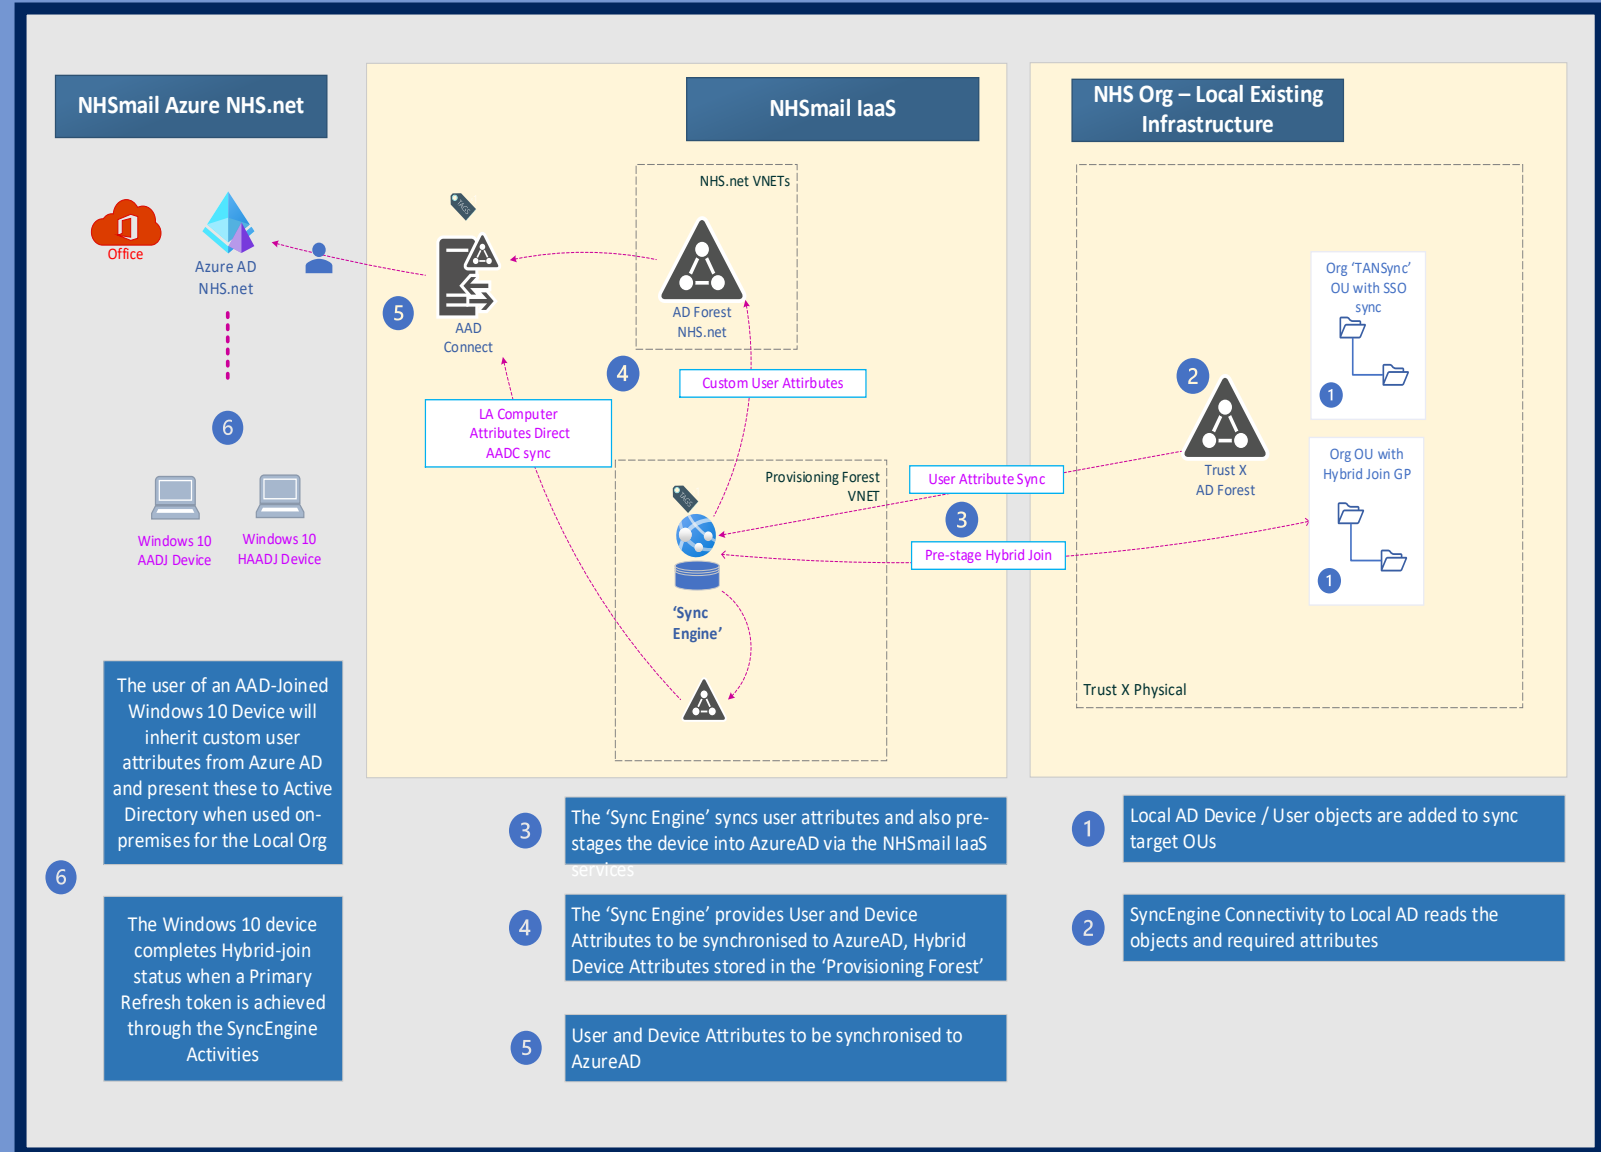 NHSmail Azure NHS.net
NHSmail IaaS
NHS Org – Local Existing
Infrastructure
Office
Azure AD
NHS.net
6
Windows 10
AADJ Device
Windows 10
HAADJ Device
TAGS
5
AAD
Connect
NHS.net VNETs
AD Forest
NHS.net
4
Custom User Attirbutes
LA Computer
Attributes Direct
AADC sync
Provisioning Forest
VNET
TAGS
‘Sync
Engine’
User Attribute Sync
3
Pre-stage Hybrid Join
2
Trust X
AD Forest
Org ‘TANSync’
OU with SSO
sync
1
Org OU with
Hybrid Join GP
1
Trust X Physical
6
The user of an AAD-Joined
Windows 10 Device will
inherit custom user
attributes from Azure AD
and present these to Active
Directory when used on-
premises for the Local Org
The Windows 10 device
completes Hybrid-join
status when a Primary
Refresh token is achieved
through the SyncEngine
Activities
3
The ‘Sync Engine’ syncs user attributes and also pre-
stages the device into AzureAD via the NHSmail IaaS
services
4
The ‘Sync Engine’ provides User and Device
Attributes to be synchronised to AzureAD, Hybrid
Device Attributes stored in the ‘Provisioning Forest’
5
User and Device Attributes to be synchronised to
AzureAD
1
Local AD Device / User objects are added to sync
target OUs
2
SyncEngine Connectivity to Local AD reads the
objects and required attributes